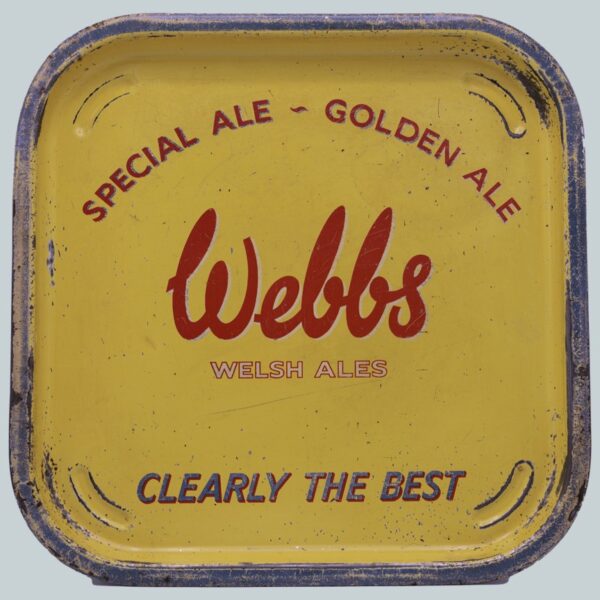 SPECIAL ALE ~ GOLDEN ALE
Webbs
WELSH ALES
CLEARLY THE BEST